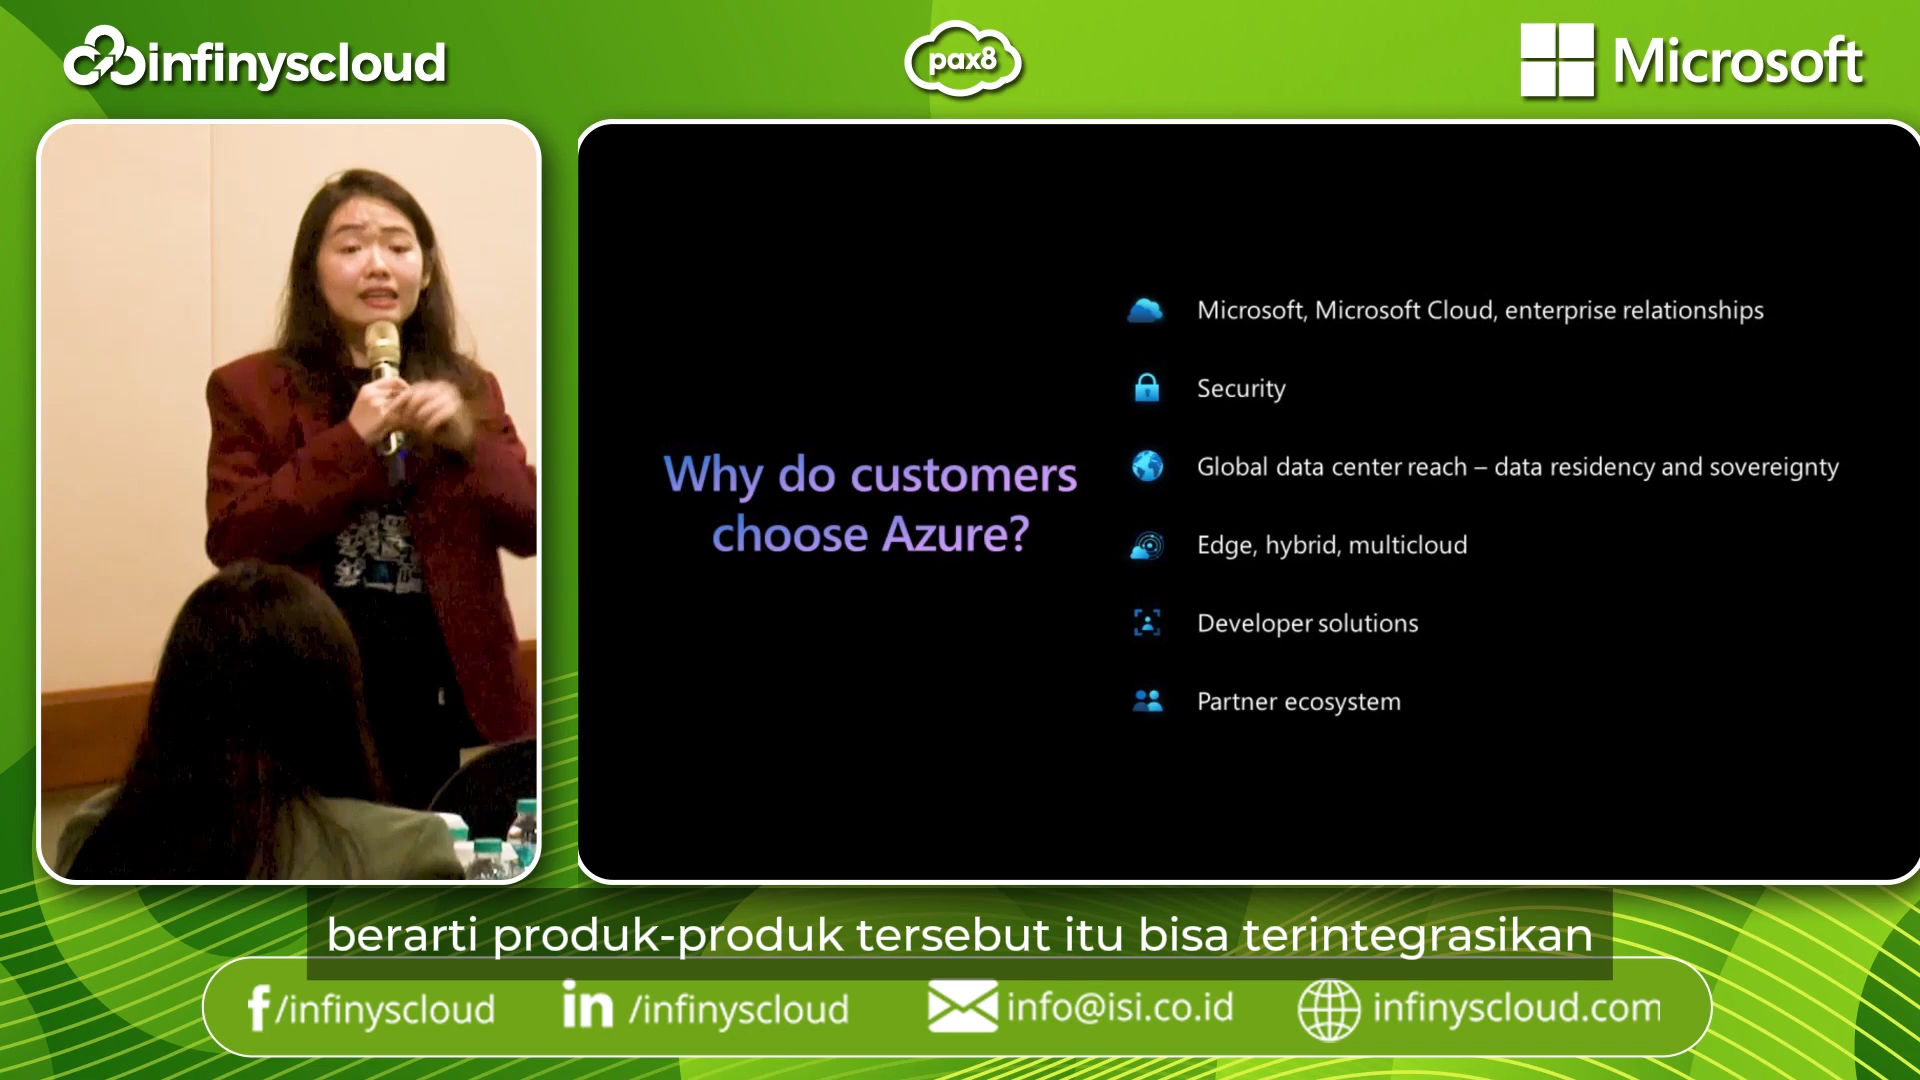 infinyscloud
pax8
Microsoft
Why do customers
choose Azure?
Microsoft, Microsoft Cloud, enterprise relationships
Security
Global data center reach – data residency and sovereignty
Edge, hybrid, multicloud
Developer solutions
Partner ecosystem
berarti produk-produk tersebut itu bisa terintegrasikan
/infinyscloud
in /infinyscloud
info@isi.co.id
infinyscloud.com